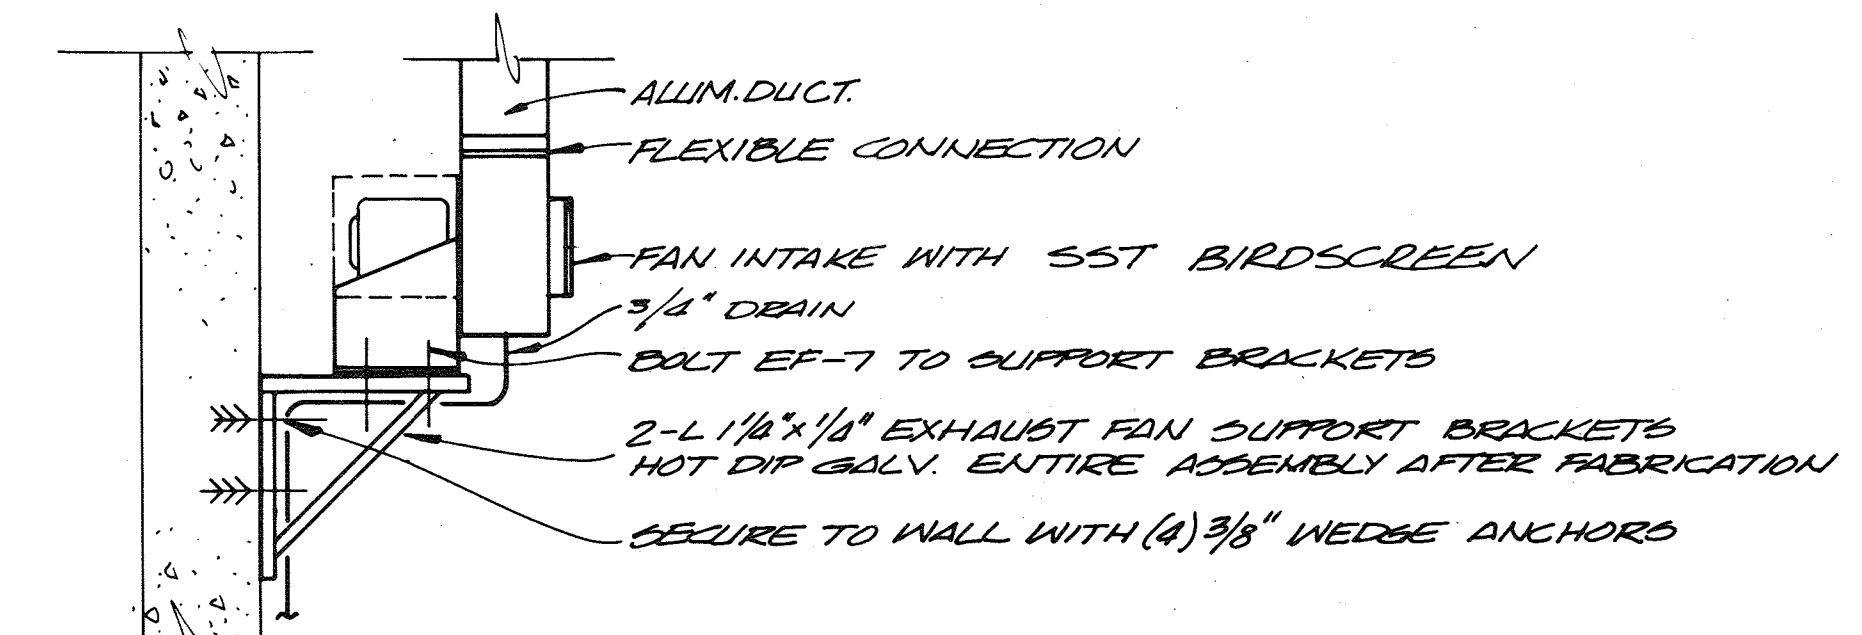 ALUM. DUCT.
FLEXIBLE CONNECTION
FAN INTAKE WITH SST BIRDSCREEN
3/4" DRAIN
BOLT EF-7 TO SUPPORT BRACKETS
2-L 1 1/4" x 1/4" EXHAUST FAN SUPPORT BRACKETS
HOT DIP GALV. ENTIRE ASSEMBLY AFTER FABRICATION
SECURE TO WALL WITH (4) 3/8" WEDGE ANCHORS